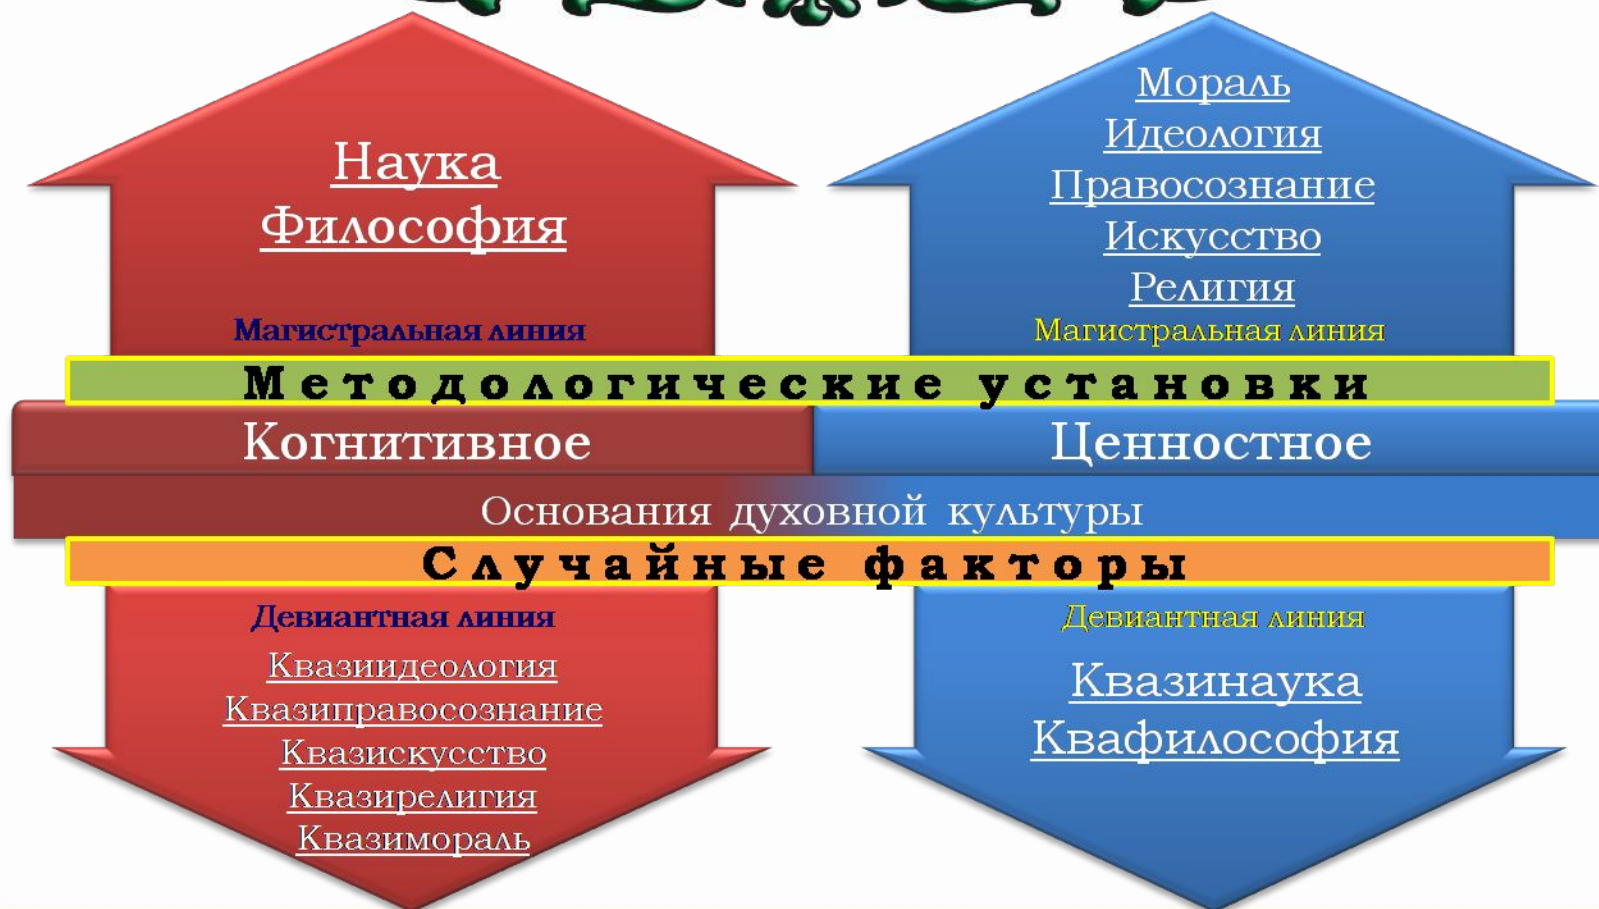 Наука
Философия
Магистральная линия
Мораль
Идеология
Правосознание
Искусство
Религия
Магистральная линия
Методологические установки
Когнитивное
Ценностное
Основания духовной культуры
Случайные факторы
Девиантная линия
Квазиидеология
Квазиправосознание
Квазискусство
Квазирелигия
Квазимораль
Девиантная линия
Квазинаука
Квафилософия